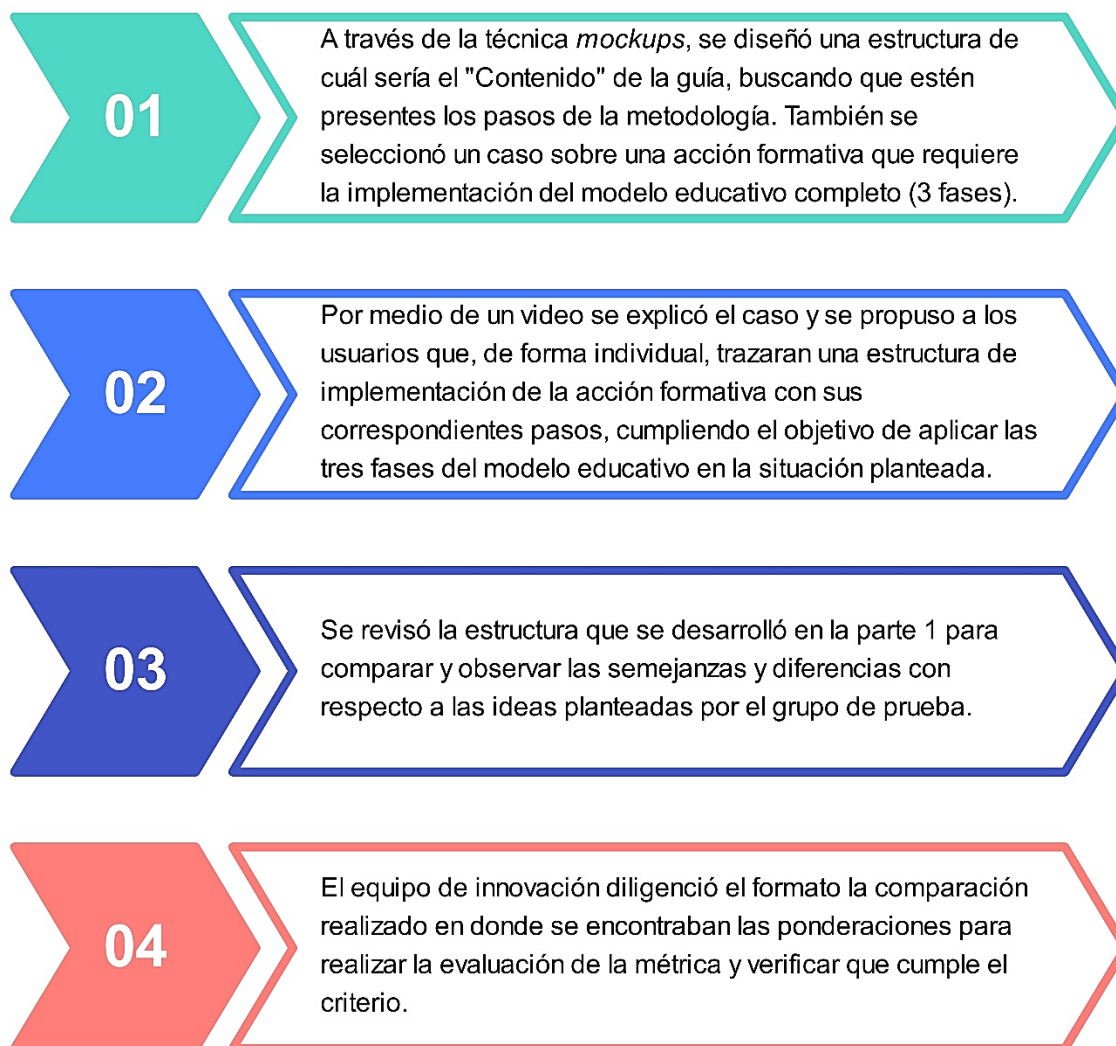 01
A través de la técnica mockups, se diseñó una estructura de
cuál sería el "Contenido" de la guía, buscando que estén
presentes los pasos de la metodología. También se
seleccionó un caso sobre una acción formativa que requiere
la implementación del modelo educativo completo (3 fases).
02
Por medio de un video se explicó el caso y se propuso a los
usuarios que, de forma individual, trazaran una estructura de
implementación de la acción formativa con sus
correspondientes pasos, cumpliendo el objetivo de aplicar las
tres fases del modelo educativo en la situación planteada.
03
Se revisó la estructura que se desarrolló en la parte 1 para
comparar y observar las semejanzas y diferencias con
respecto a las ideas planteadas por el grupo de prueba.
04
El equipo de innovación diligenció el formato la comparación
realizado en donde se encontraban las ponderaciones para
realizar la evaluación de la métrica y verificar que cumple el
criterio.